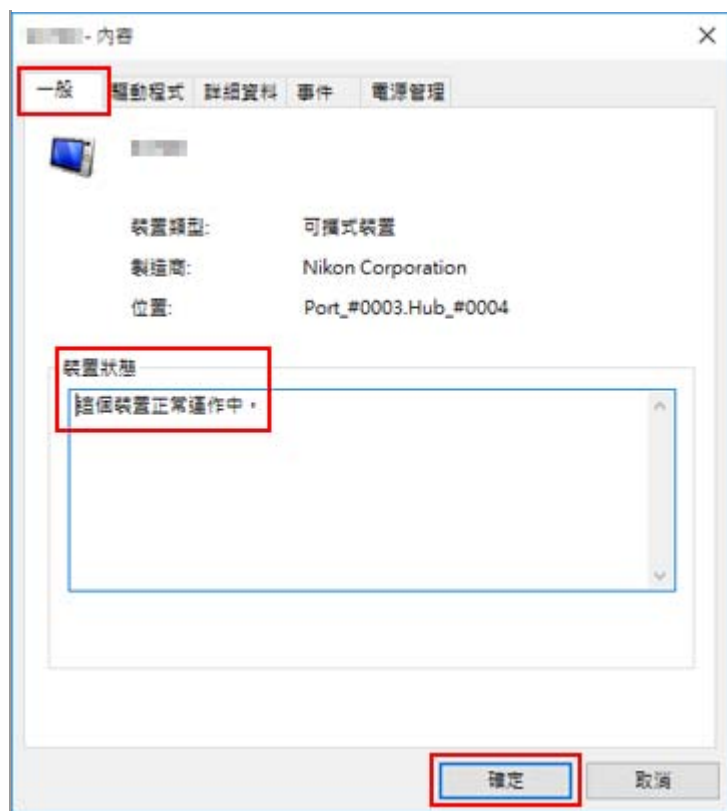 - 內容
一般 驅動程式 詳細資料 事件 電源管理
裝置類型: 可攜式裝置
製造商: Nikon Corporation
位置: Port_#0003.Hub_#0004
裝置狀態
這個裝置正常運作中。
確定 取消